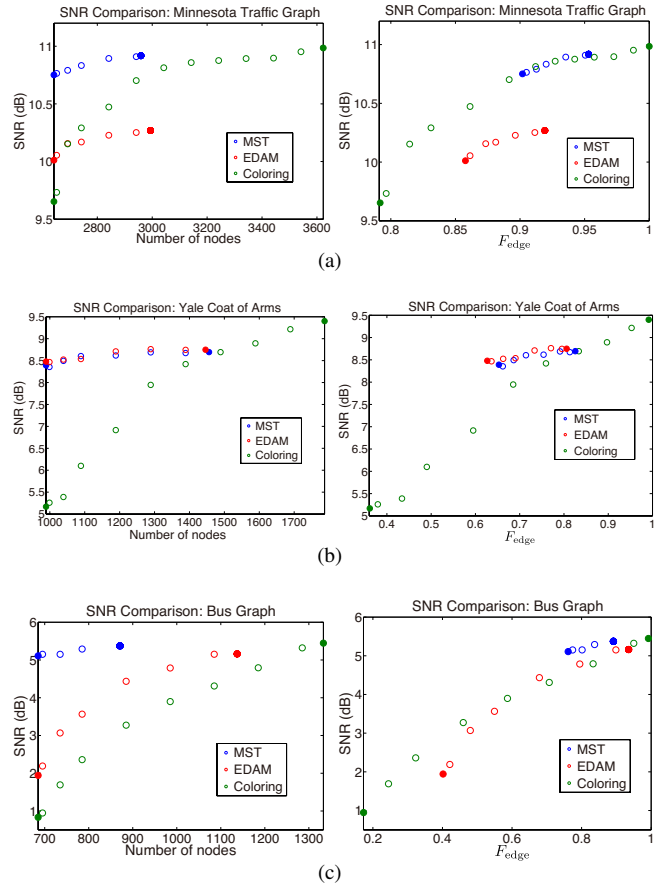 SNR Comparison: Minnesota Traffic Graph
SNR (dB)
11
10.5
10
9.5
MST
EDAM
Coloring
2800 3000 3200 3400 3600
Number of nodes
SNR Comparison: Minnesota Traffic Graph
SNR (dB)
11
10.5
10
9.5
MST
EDAM
Coloring
0.8 0.85 0.9 0.95 1
F_edge
(a)
SNR Comparison: Yale Coat of Arms
SNR (dB)
9.5
9
8.5
8
7.5
7
6.5
6
5.5
5
MST
EDAM
Coloring
1000 1100 1200 1300 1400 1500 1600 1700
Number of nodes
SNR Comparison: Yale Coat of Arms
SNR (dB)
9.5
9
8.5
8
7.5
7
6.5
6
5.5
5
MST
EDAM
Coloring
0.4 0.5 0.6 0.7 0.8 0.9 1
F_edge
(b)
SNR Comparison: Bus Graph
SNR (dB)
6
5
4
3
2
1
MST
EDAM
Coloring
700 800 900 1000 1100 1200 1300
Number of nodes
SNR Comparison: Bus Graph
SNR (dB)
6
5
4
3
2
1
MST
EDAM
Coloring
0.2 0.4 0.6 0.8 1
F_edge
(c)